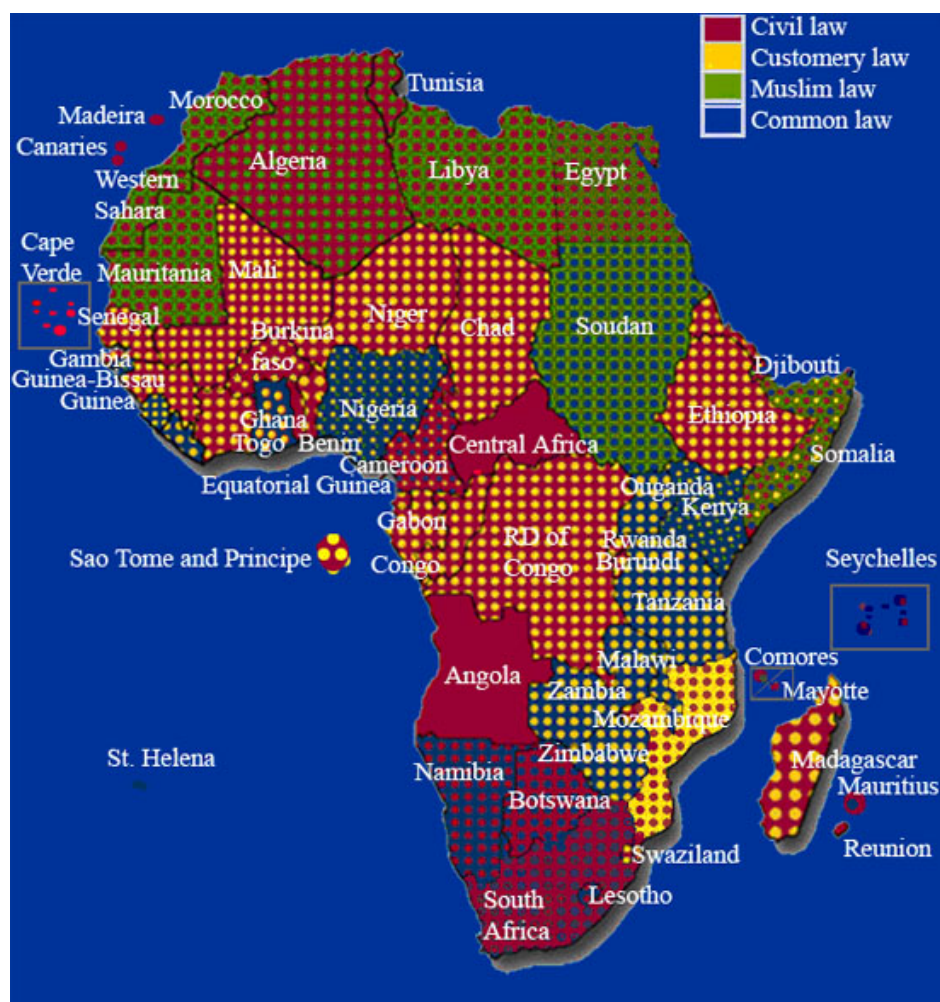 Civil law
Customery law
Muslim law
Common law
Tunisia
Morocco
Madeira
Algeria
Canaries
Libya
Egypt
Western
Sahara
Cape
Verde
Mauritania
Mali
Niger
Chad
Soudan
Senegal
Burkina
faso
Gambia
Djibouti
Guinea-Bissau
Guinea
Ghana
Nigeria
Ethiopia
Togo
Benin
Central Africa
Cameroon
Somalia
Equatorial Guinea
Ouganda
Kenya
Gabon
RD of
Congo
Rwanda
Burundi
Sao Tome and Principe
Congo
Seychelles
Tanzania
Malawi
Comores
Angola
Zambia
Mayotte
Mozambique
St. Helena
Zimbabwe
Madagascar
Namibia
Mauritius
Botswana
Swaziland
Reunion
South
Africa
Lesotho